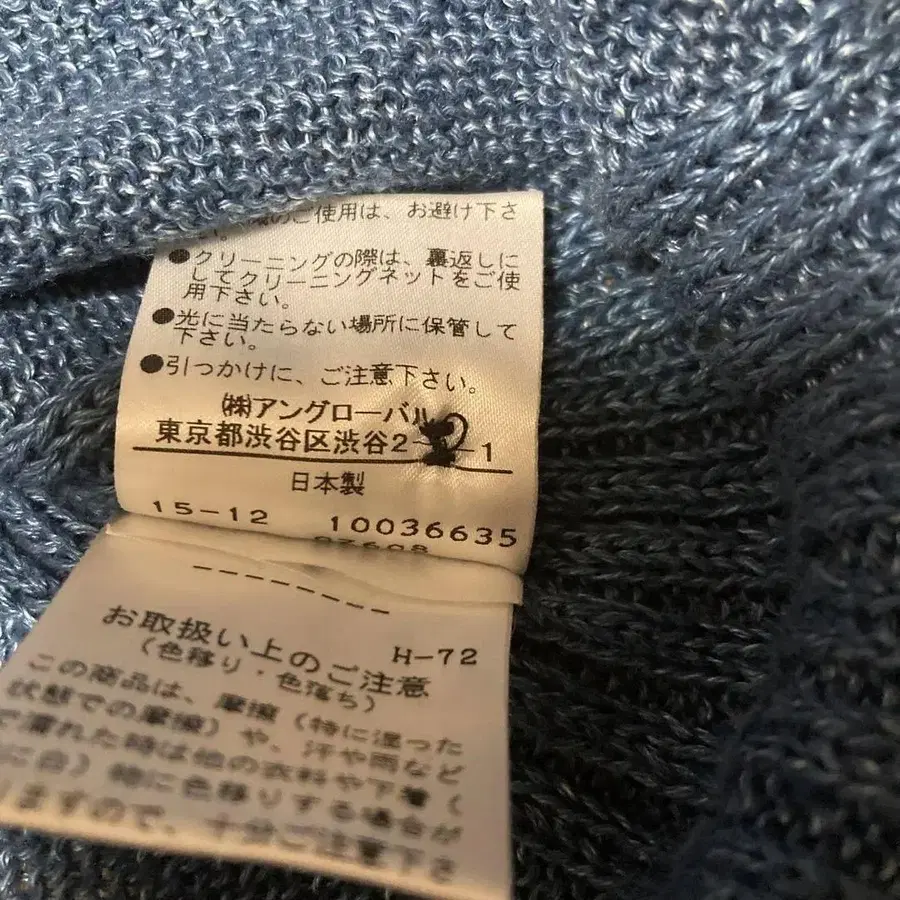 のご使用は、お避け下さ
い。
●クリーニングの際は、裏返しに
してクリーニングネットをご使
用下さい。
●光に当たらない場所に保管して
下さい。
●引っかけに、ご注意下さい。
㈱アングローバル
東京都渋谷区渋谷2
1
日本製
15-12 10036635
お取扱い上のご注意 H-72
(色移り・色落ち)
この商品は、摩擦(特に湿った
状態での摩擦)や、汗や雨など
で濡れた時は他の衣料や下着(
に白)特に色移りする場合が
りますので、十分ご注意下さ